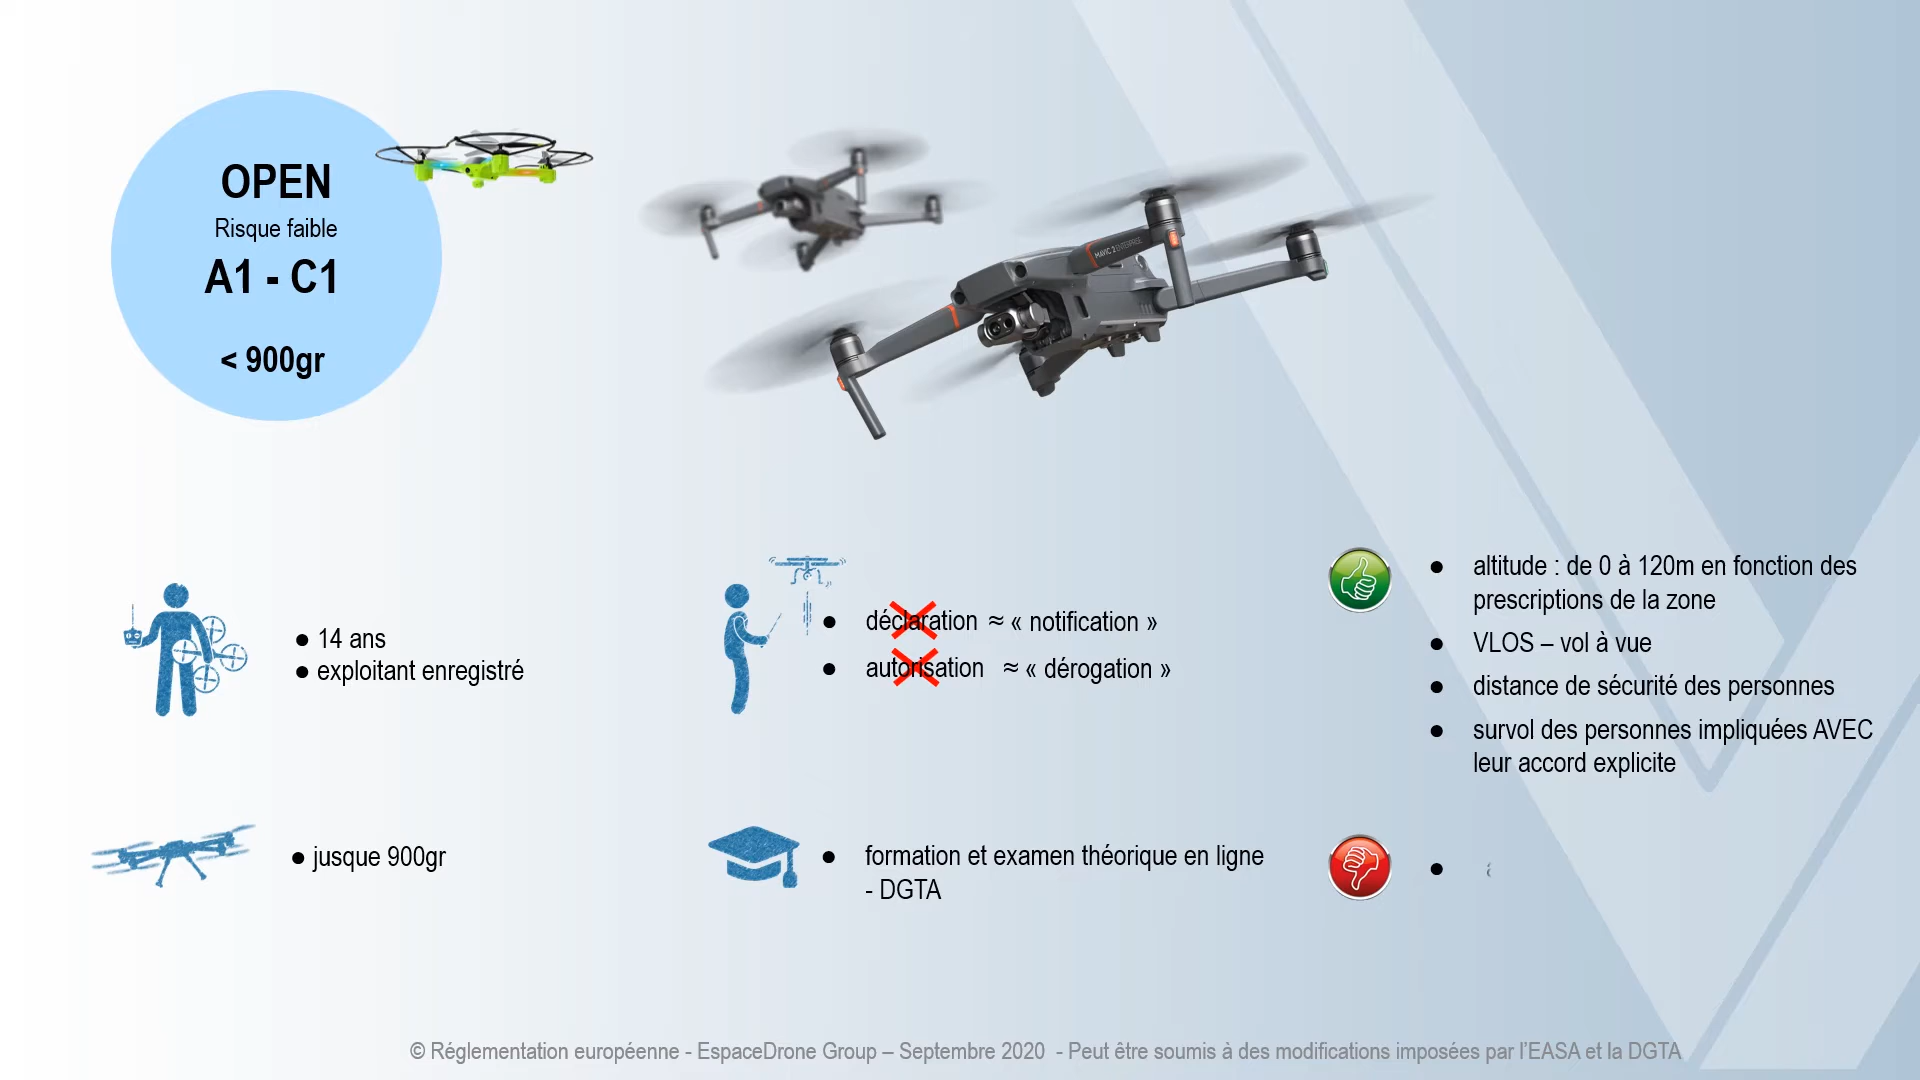 OPEN
Risque faible
A1 - C1
< 900gr
MAVIC 2 ENTERPRISE
● 14 ans
● exploitant enregistré
● déclaration ≈ « notification »
● autorisation ≈ « dérogation »
● altitude : de 0 à 120m en fonction des
prescriptions de la zone
● VLOS – vol à vue
● distance de sécurité des personnes
● survol des personnes impliquées AVEC
leur accord explicite
● jusque 900gr
● formation et examen théorique en ligne
- DGTA
●
© Réglementation européenne - EspaceDrone Group – Septembre 2020 - Peut être soumis à des modifications imposées par l’EASA et la DGTA